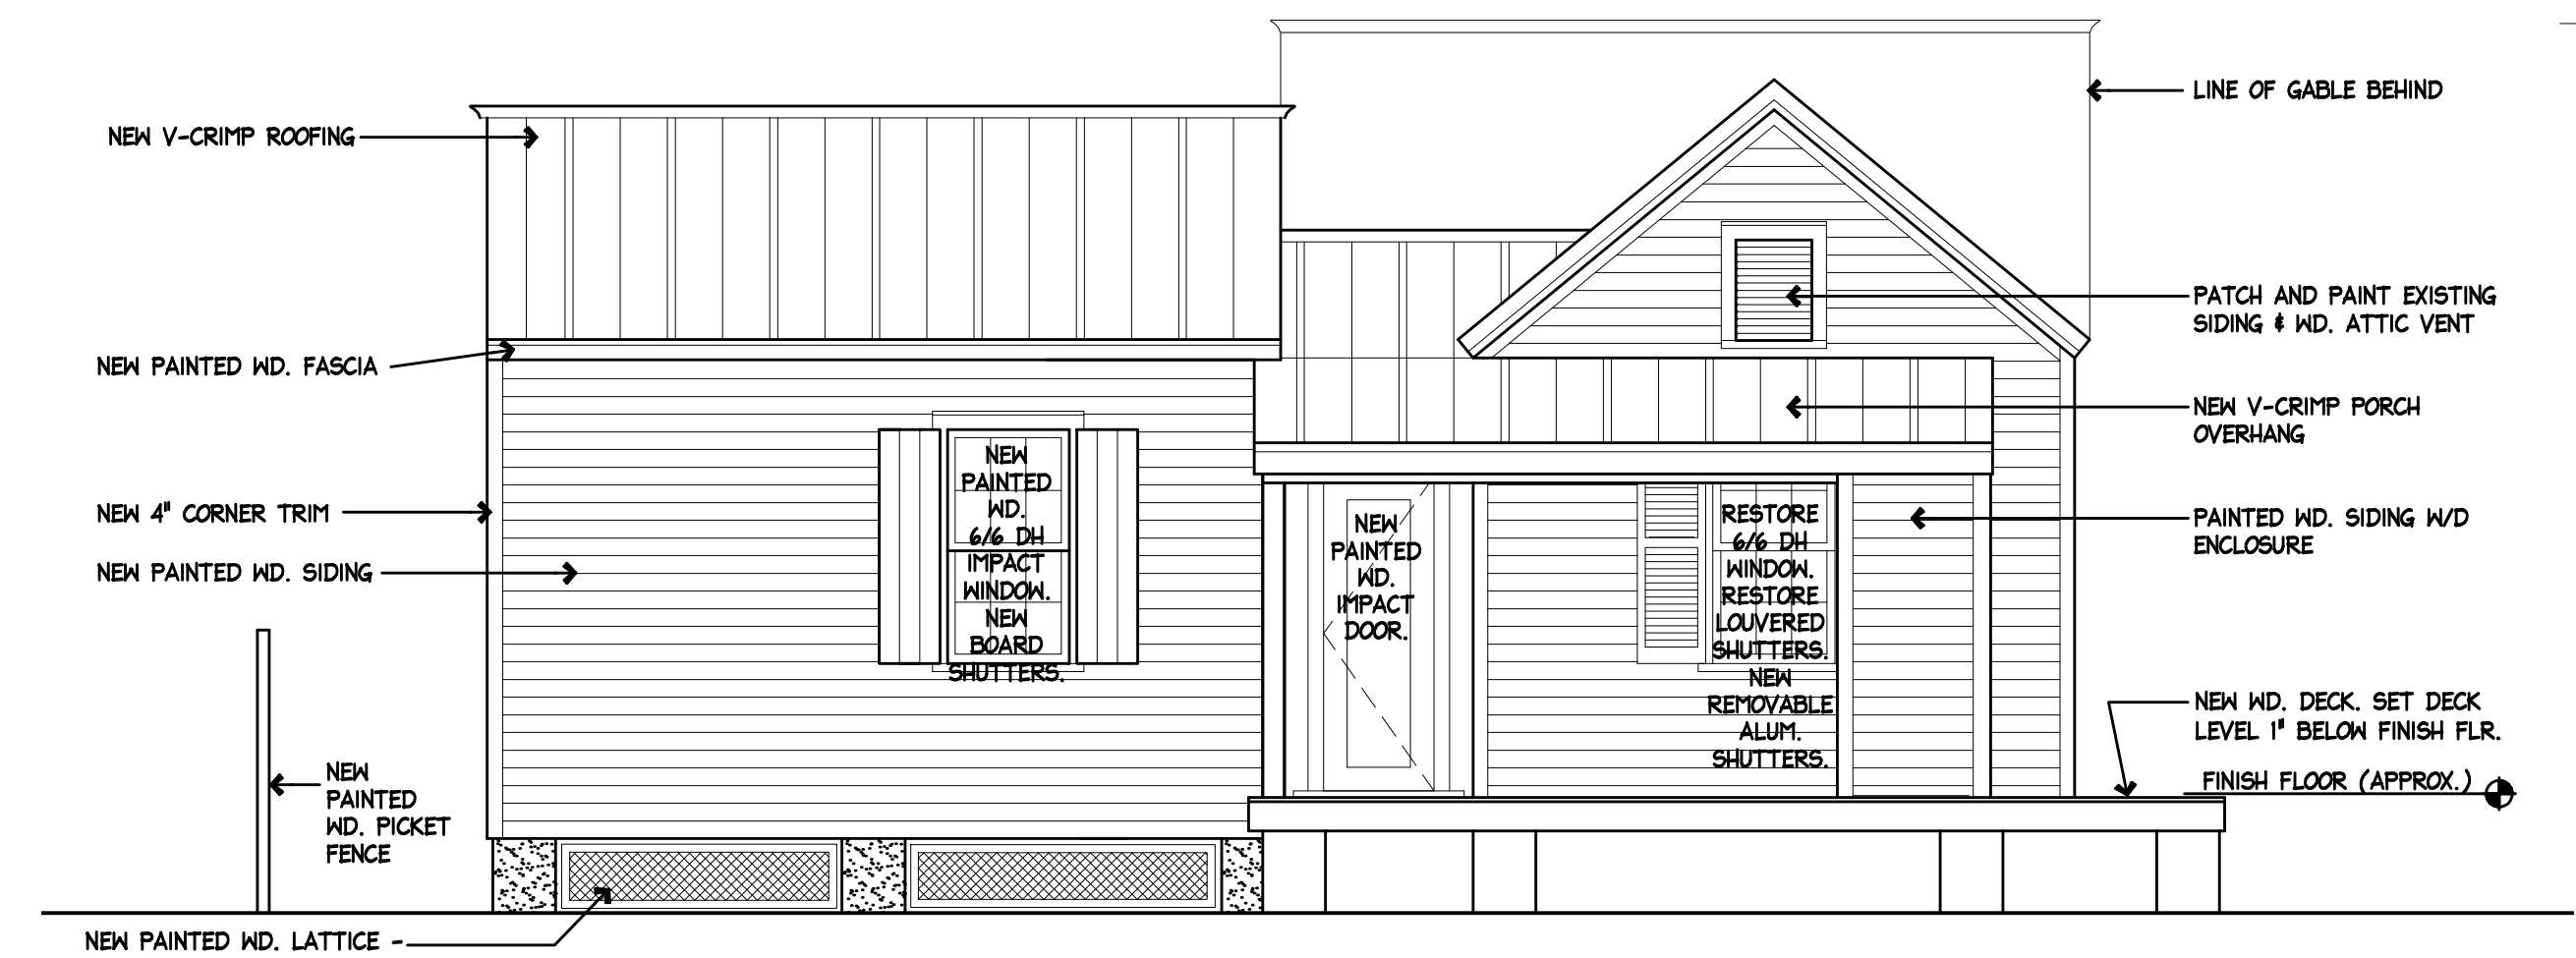 LINE OF GABLE BEHIND
NEW V-CRIMP ROOFING
PATCH AND PAINT EXISTING
SIDING & WD. ATTIC VENT
NEW PAINTED WD. FASCIA
NEW V-CRIMP PORCH
OVERHANG
NEW 4" CORNER TRIM
NEW PAINTED WD. SIDING
NEW
PAINTED
WD.
6/6 DH
IMPACT
WINDOW.
NEW
BOARD
SHUTTERS.
NEW
PAINTED
WD.
IMPACT
DOOR.
RESTORE
6/6 DH
WINDOW.
RESTORE
LOUVERED
SHUTTERS.
NEW
REMOVABLE
ALUM.
SHUTTERS.
PAINTED WD. SIDING W/D
ENCLOSURE
NEW WD. DECK. SET DECK
LEVEL 1" BELOW FINISH FLR.
FINISH FLOOR (APPROX.)
NEW
PAINTED
WD. PICKET
FENCE
NEW PAINTED WD. LATTICE -